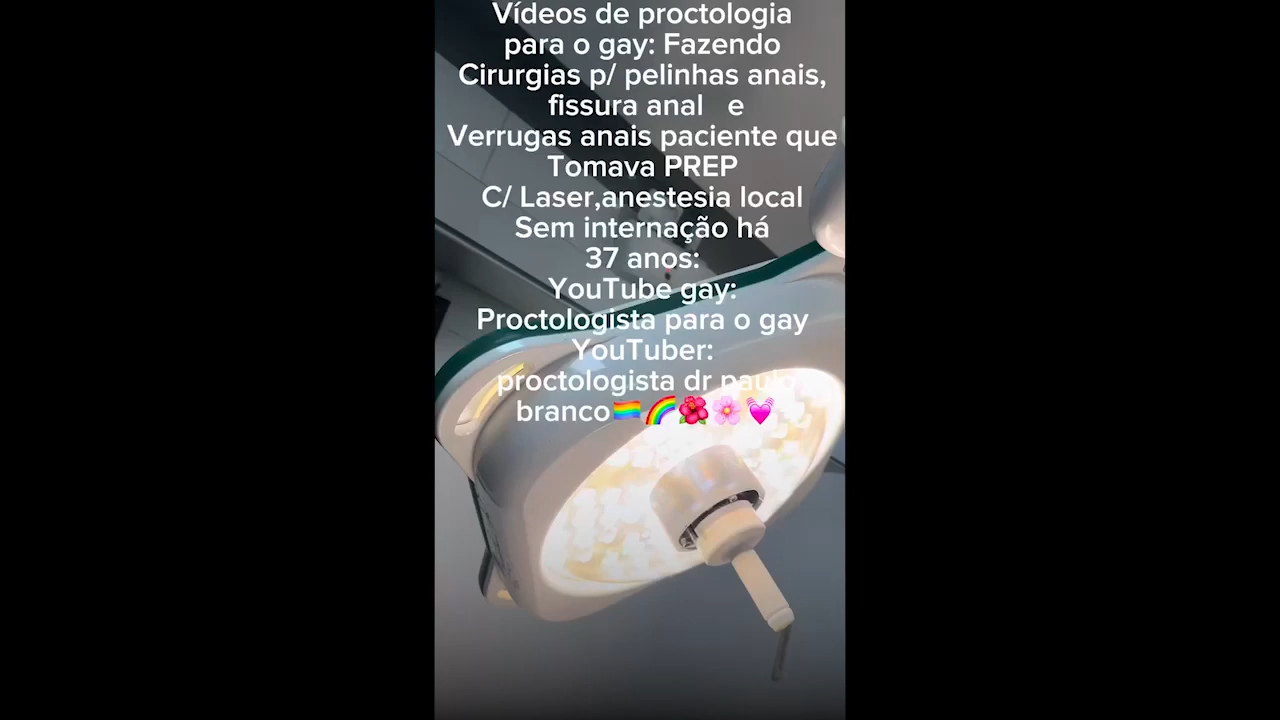 Vídeos de proctologia
para o gay: Fazendo
Cirurgias p/ pelinhas anais,
fissura anal e
Verrugas anais paciente que
Tomava PREP
C/ Laser,anestesia local
Sem internação há
37 anos:
YouTube gay:
Proctologista para o gay
YouTuber:
proctologista dr paulo
branco🏳️‍🌈🌈🌺🌸💓